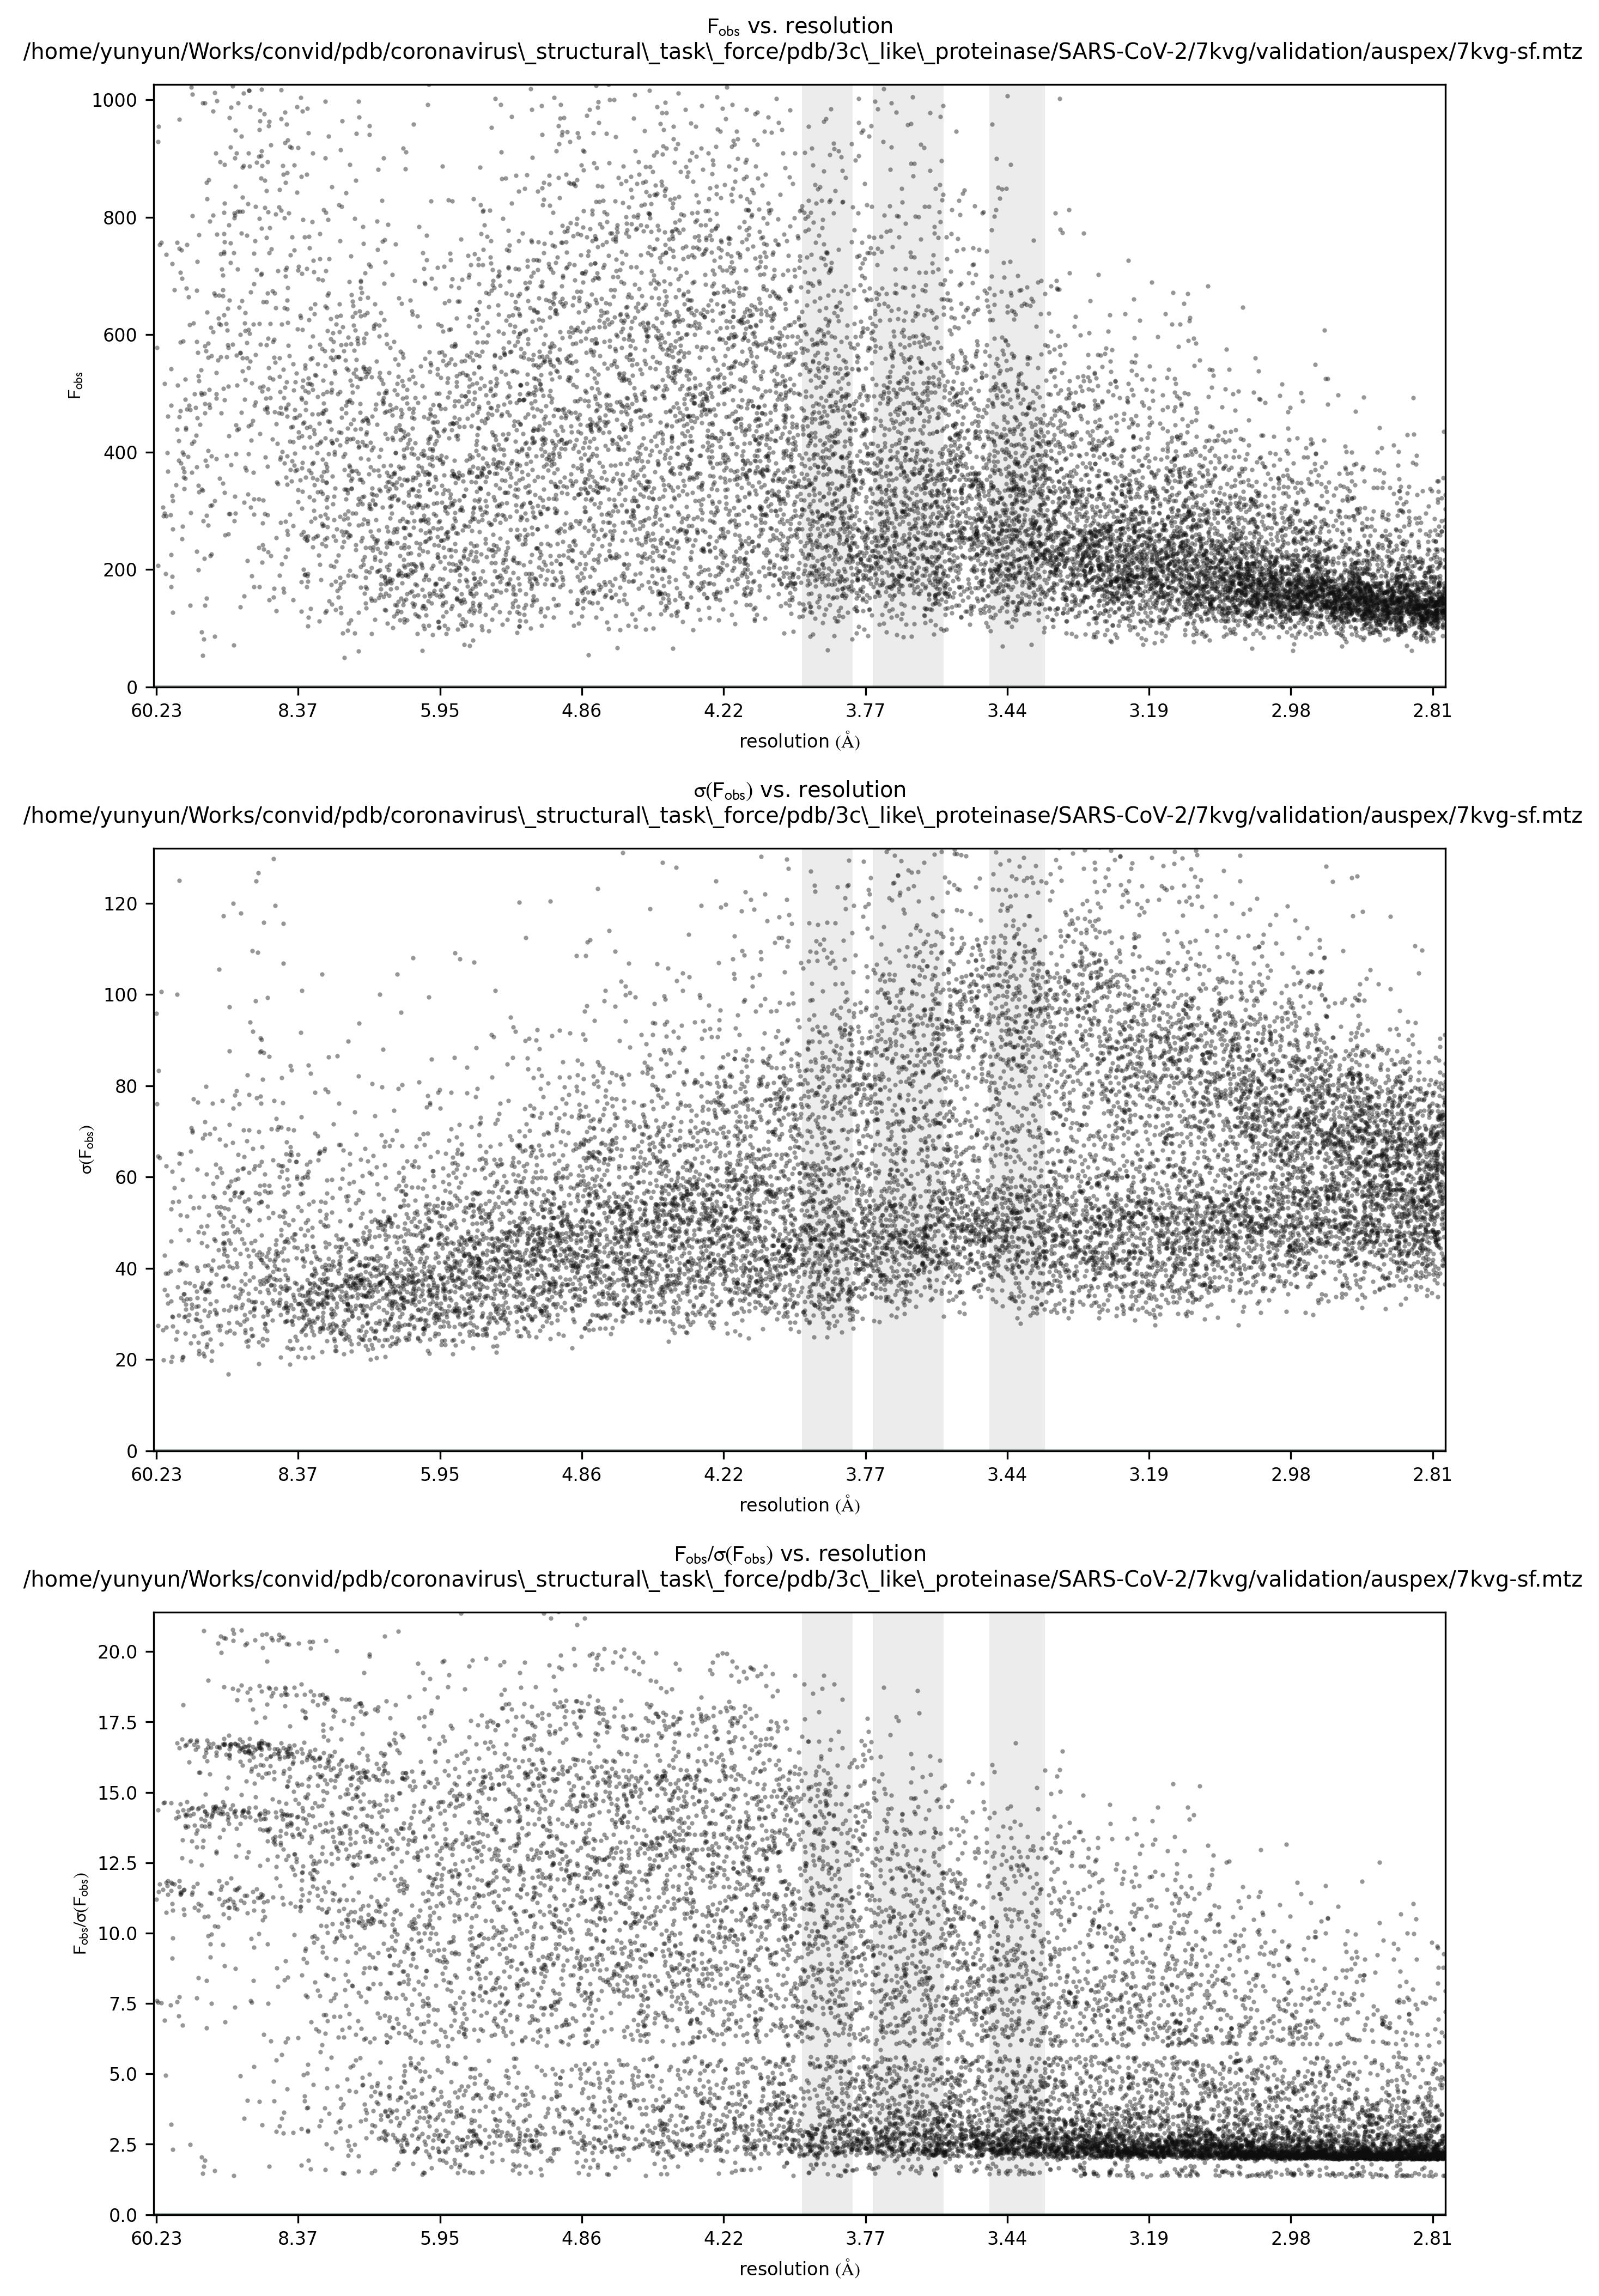 Fobs vs. resolution
/home/yunyun/Works/convid/pdb/coronavirus\_structural\_task\_force/pdb/3c\_like\_proteinase/SARS-CoV-2/7kvg/validation/auspex/7kvg-sf.mtz
1000
800
600
400
200
0
Fobs
60.23 8.37 5.95 4.86 4.22 3.77 3.44 3.19 2.98 2.81
resolution (Å)
σ(Fobs) vs. resolution
/home/yunyun/Works/convid/pdb/coronavirus\_structural\_task\_force/pdb/3c\_like\_proteinase/SARS-CoV-2/7kvg/validation/auspex/7kvg-sf.mtz
120
100
80
60
40
20
0
σ(Fobs)
60.23 8.37 5.95 4.86 4.22 3.77 3.44 3.19 2.98 2.81
resolution (Å)
Fobs/σ(Fobs) vs. resolution
/home/yunyun/Works/convid/pdb/coronavirus\_structural\_task\_force/pdb/3c\_like\_proteinase/SARS-CoV-2/7kvg/validation/auspex/7kvg-sf.mtz
20.0
17.5
15.0
12.5
10.0
7.5
5.0
2.5
0.0
Fobs/σ(Fobs)
60.23 8.37 5.95 4.86 4.22 3.77 3.44 3.19 2.98 2.81
resolution (Å)